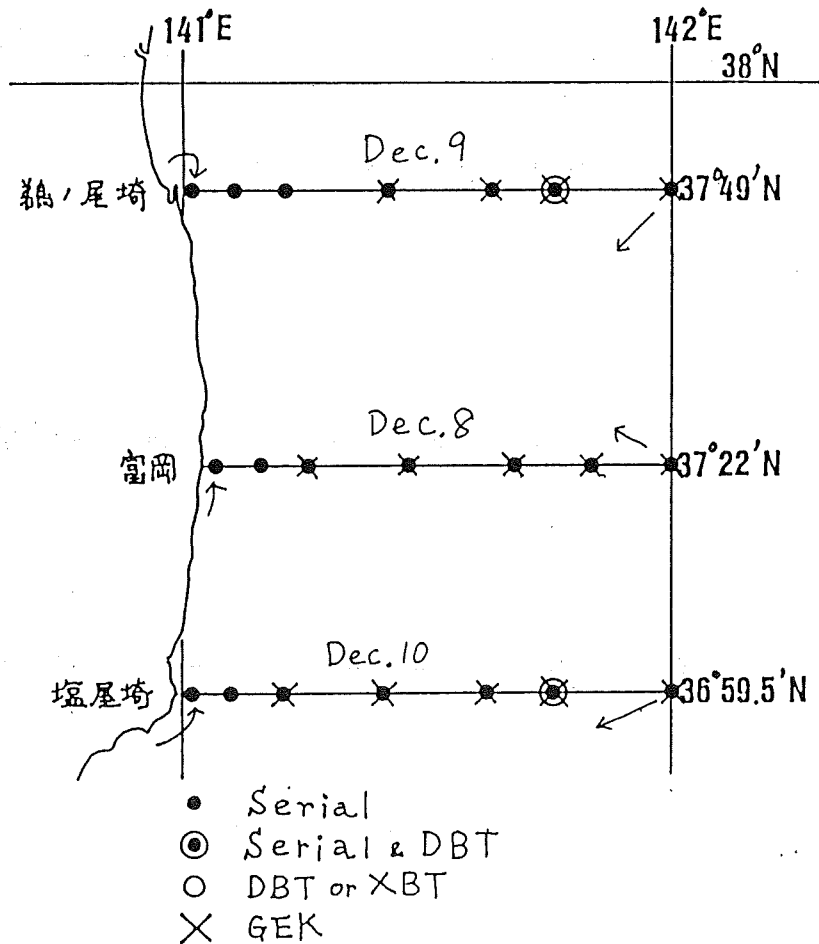 141°E 142°E
38°N
Dec.9
鵜ノ尾埼 37°49'N
Dec.8
富岡 37°22'N
Dec.10
塩屋埼 36°59.5'N
Serial
Serial & DBT
DBT or XBT
GEK